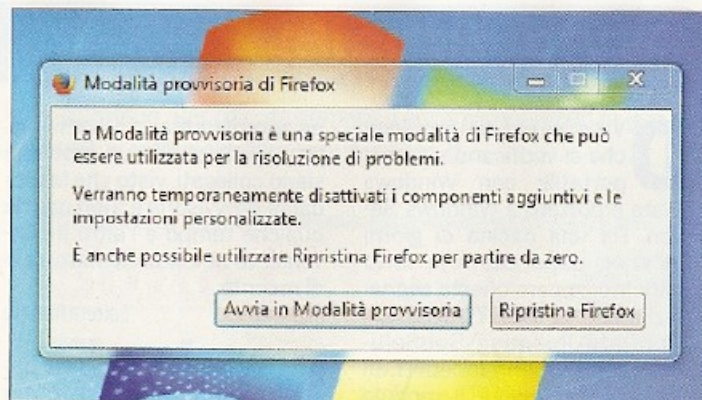 Modalità provvisoria di Firefox
La Modalità provvisoria è una speciale modalità di Firefox che può
essere utilizzata per la risoluzione di problemi.
Verranno temporaneamente disattivati i componenti aggiuntivi e le
impostazioni personalizzate.
È anche possibile utilizzare Ripristina Firefox per partire da zero.
Avvia in Modalità provvisoria
Ripristina Firefox